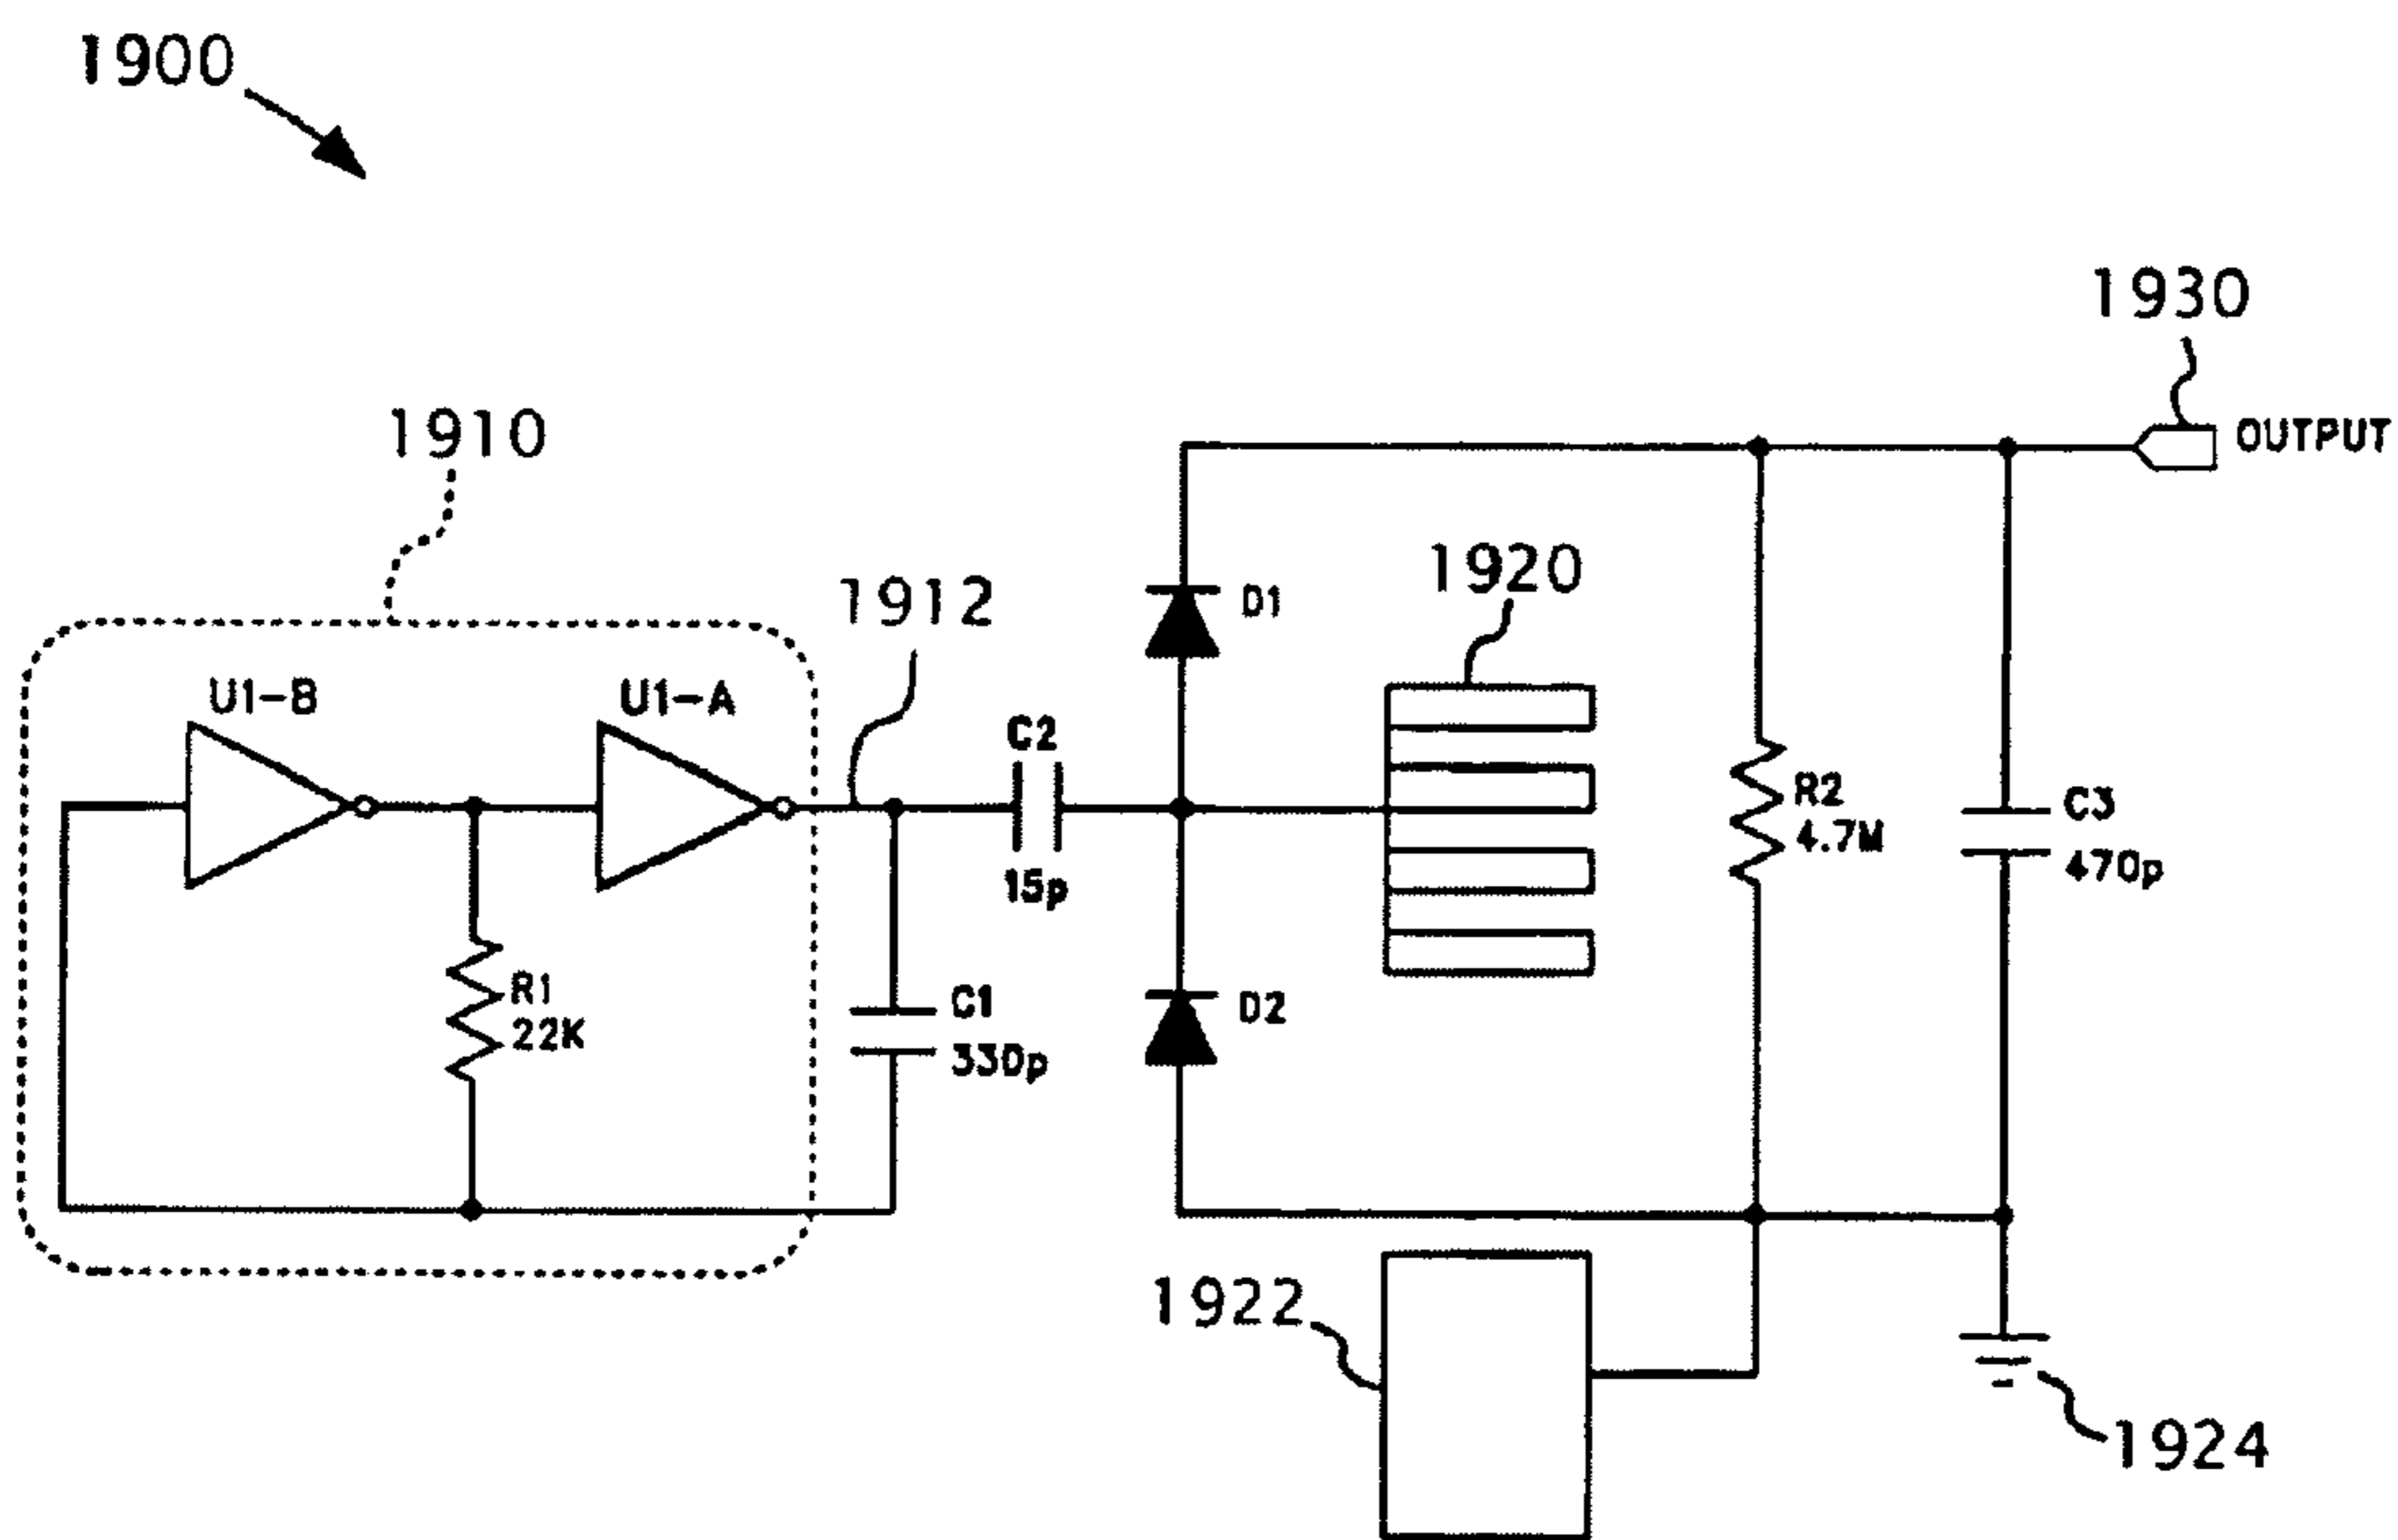 1900
1930
OUTPUT
1910
1912
1920
D1
U1-B
U1-A
C2
15p
R2
4.7M
C3
470p
R1
22K
C1
330p
D2
1922
1924